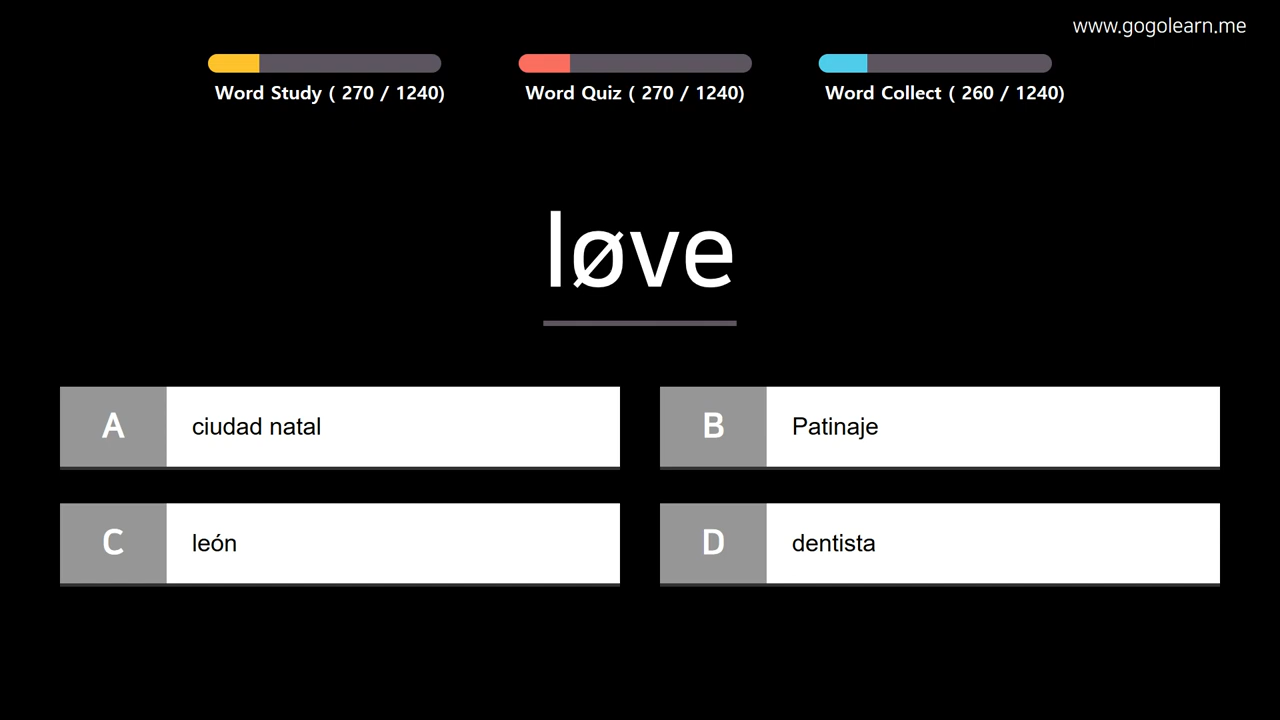 www.gogolearn.me
Word Study ( 270 / 1240)
Word Quiz ( 270 / 1240)
Word Collect ( 260 / 1240)
løve
A
ciudad natal
B
Patinaje
C
león
D
dentista